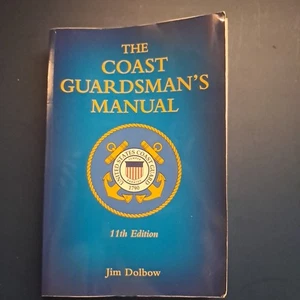 THE
COAST
GUARDSMAN'S
MANUAL
UNITED STATES COAST GUARD
1790
11th Edition
Jim Dolbow